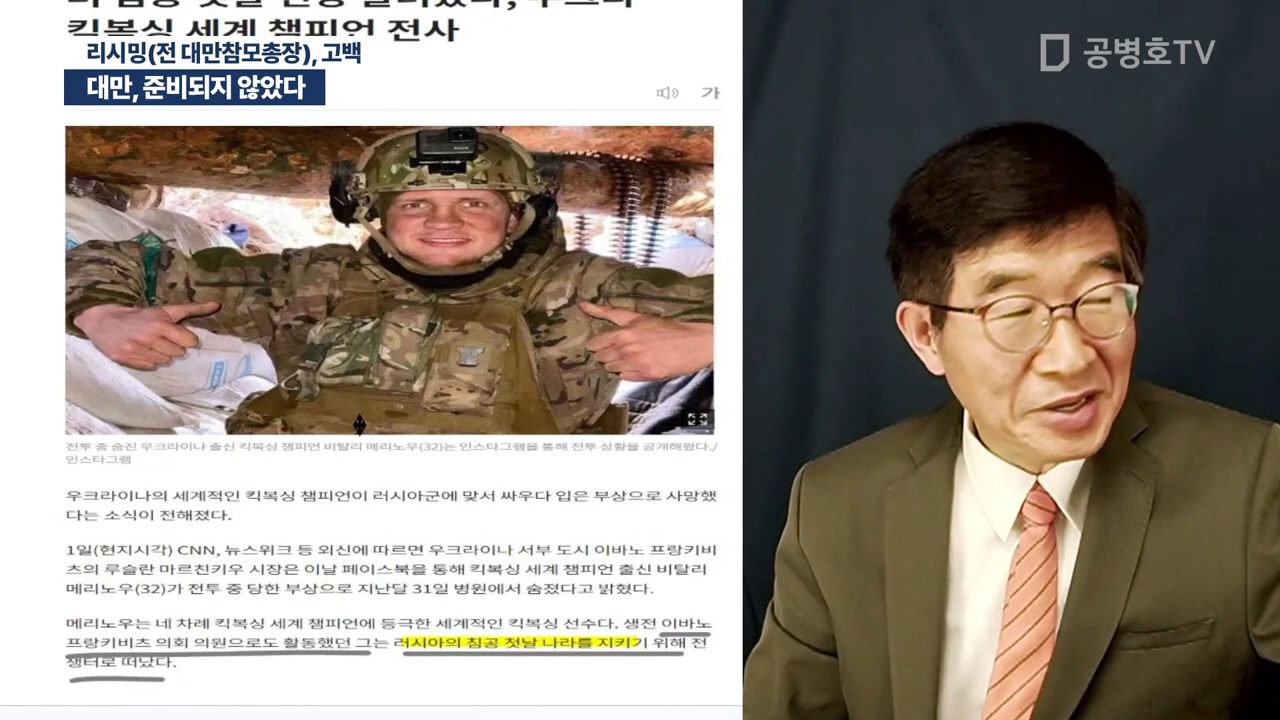 킥복싱 세계 챔피언 전사
리시밍(전 대만참모총장), 고백
대만, 준비되지 않았다
공병호TV
가
전투 중 숨진 우크라이나 출신 킥복싱 챔피언 비탈리 메리노우(32)는 인스타그램을 통해 전투 상황을 공개해왔다./
인스타그램
우크라이나의 세계적인 킥복싱 챔피언이 러시아군에 맞서 싸우다 입은 부상으로 사망했
다는 소식이 전해졌다.
1일(현지시각) CNN, 뉴스위크 등 외신에 따르면 우크라이나 서부 도시 이바노 프랑키비
츠의 루슬란 마르친키우 시장은 이날 페이스북을 통해 킥복싱 세계 챔피언 출신 비탈리
메리노우(32)가 전투 중 당한 부상으로 지난달 31일 병원에서 숨졌다고 밝혔다.
메리노우는 네 차례 킥복싱 세계 챔피언에 등극한 세계적인 킥복싱 선수다. 생전 이바노
프랑키비츠 의회 의원으로도 활동했던 그는 러시아의 침공 첫날 나라를 지키기 위해 전
쟁터로 떠났다.